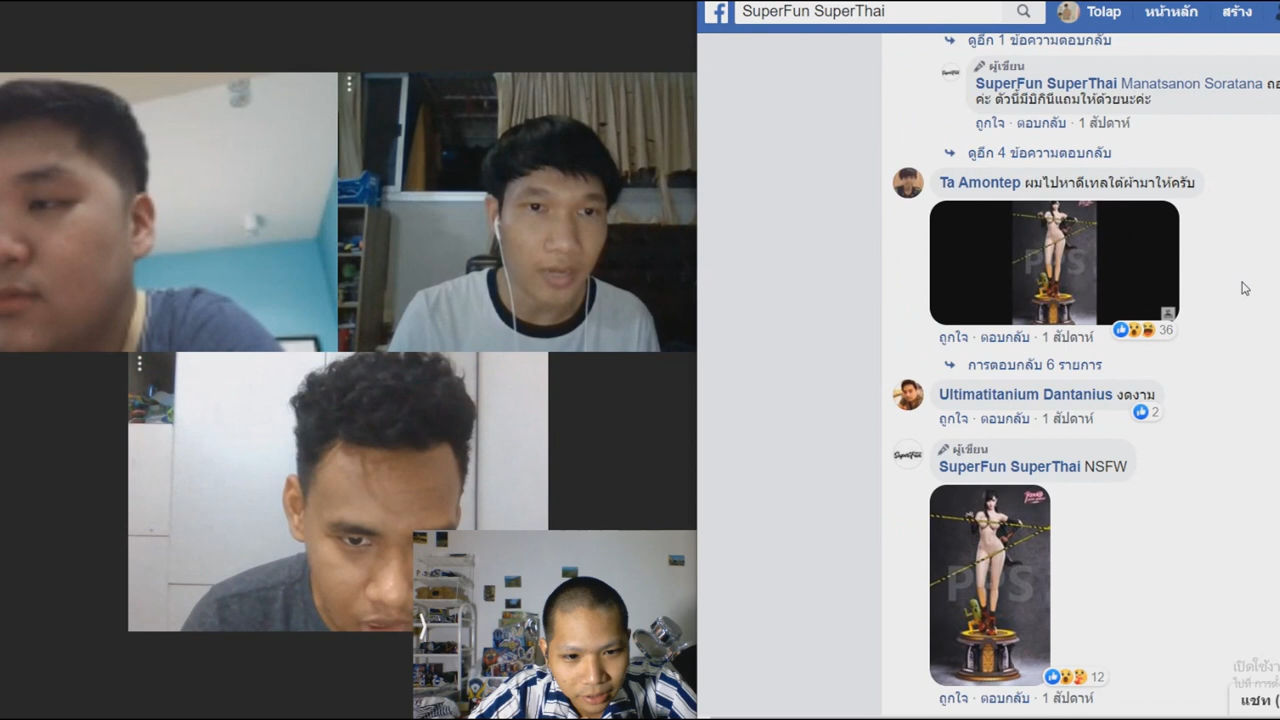 SuperFun SuperThai
Tolap
หน้าหลัก
สร้าง
ดูอีก 1 ข้อความตอบกลับ
ผู้เขียน
SuperFun SuperThai Manatsanon Soratana
ค่ะ ตัวนี้มีบิกินีแถมให้ด้วยนะค่ะ
ถูกใจ · ตอบกลับ · 1 สัปดาห์
ดูอีก 4 ข้อความตอบกลับ
Ta Amontep ผมไปหาดีเทลใต้ผ้ามาให้ครับ
ถูกใจ · ตอบกลับ · 1 สัปดาห์
36
การตอบกลับ 6 รายการ
Ultimatitanium Dantanius งดงาม
ถูกใจ · ตอบกลับ · 1 สัปดาห์
2
ผู้เขียน
SuperFun SuperThai NSFW
12
ถูกใจ · ตอบกลับ · 1 สัปดาห์
แชท (